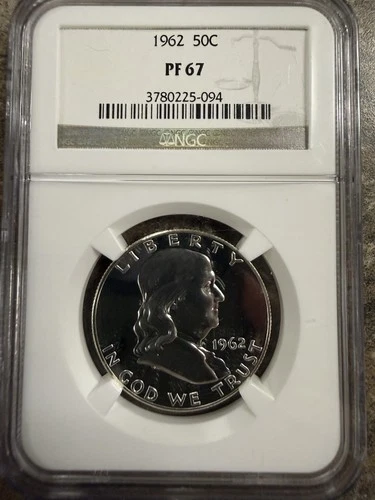 1962 50C
PF 67
3780225-094
NGC
LIBERTY
1962
IN GOD WE TRUST